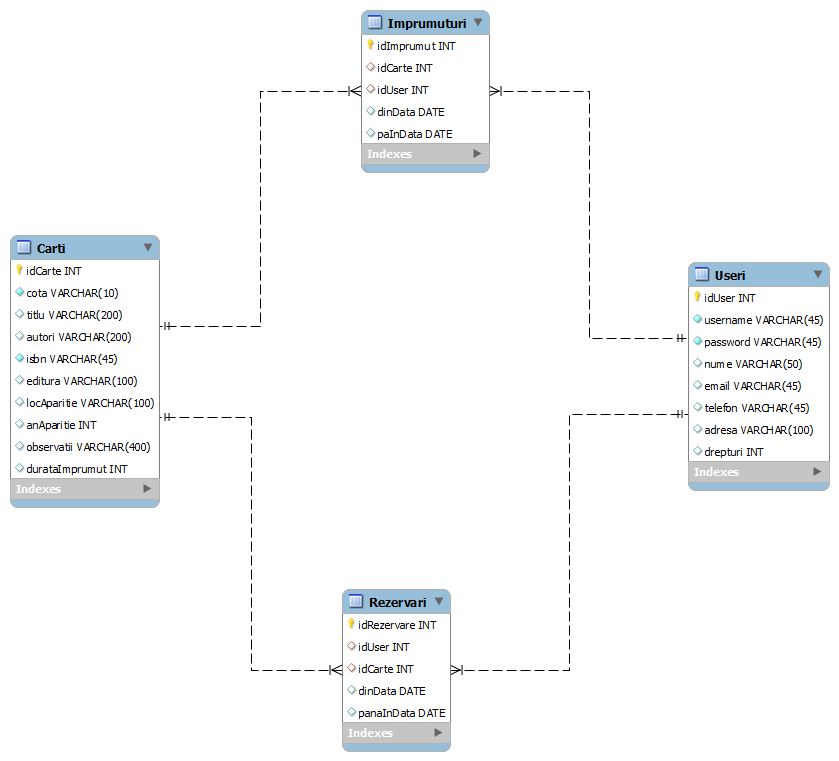 Imprumuturi
idImprumut INT
idCarte INT
idUser INT
dinData DATE
paInData DATE
Indexes
Carti
idCarte INT
cota VARCHAR(10)
titlu VARCHAR(200)
autori VARCHAR(200)
isbn VARCHAR(45)
editura VARCHAR(100)
locAparitie VARCHAR(100)
anAparitie INT
observatii VARCHAR(400)
durataImprumut INT
Indexes
Useri
idUser INT
username VARCHAR(45)
password VARCHAR(45)
nume VARCHAR(50)
email VARCHAR(45)
telefon VARCHAR(45)
adresa VARCHAR(100)
drepturi INT
Indexes
Rezervari
idRezervare INT
idUser INT
idCarte INT
dinData DATE
panaInData DATE
Indexes